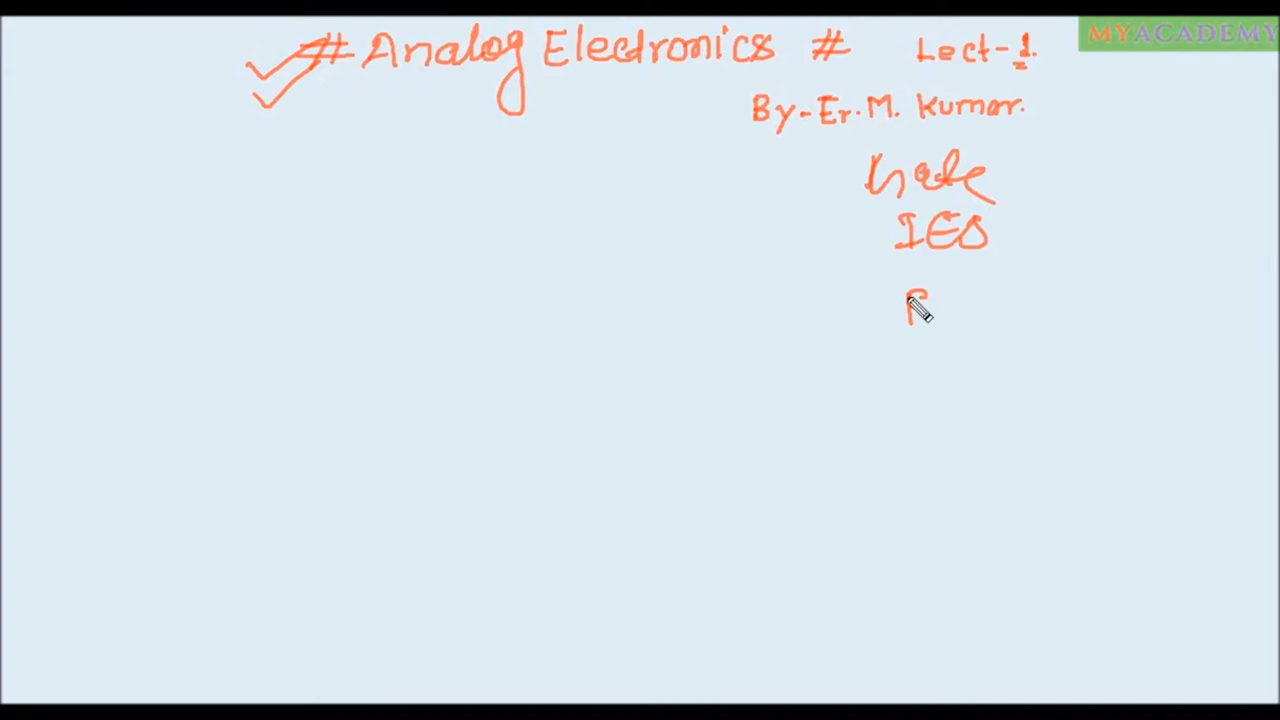 # Analog Electronics # Lect-1.
MYACADEMY
By-Er.M. Kumar.
Gate
IES